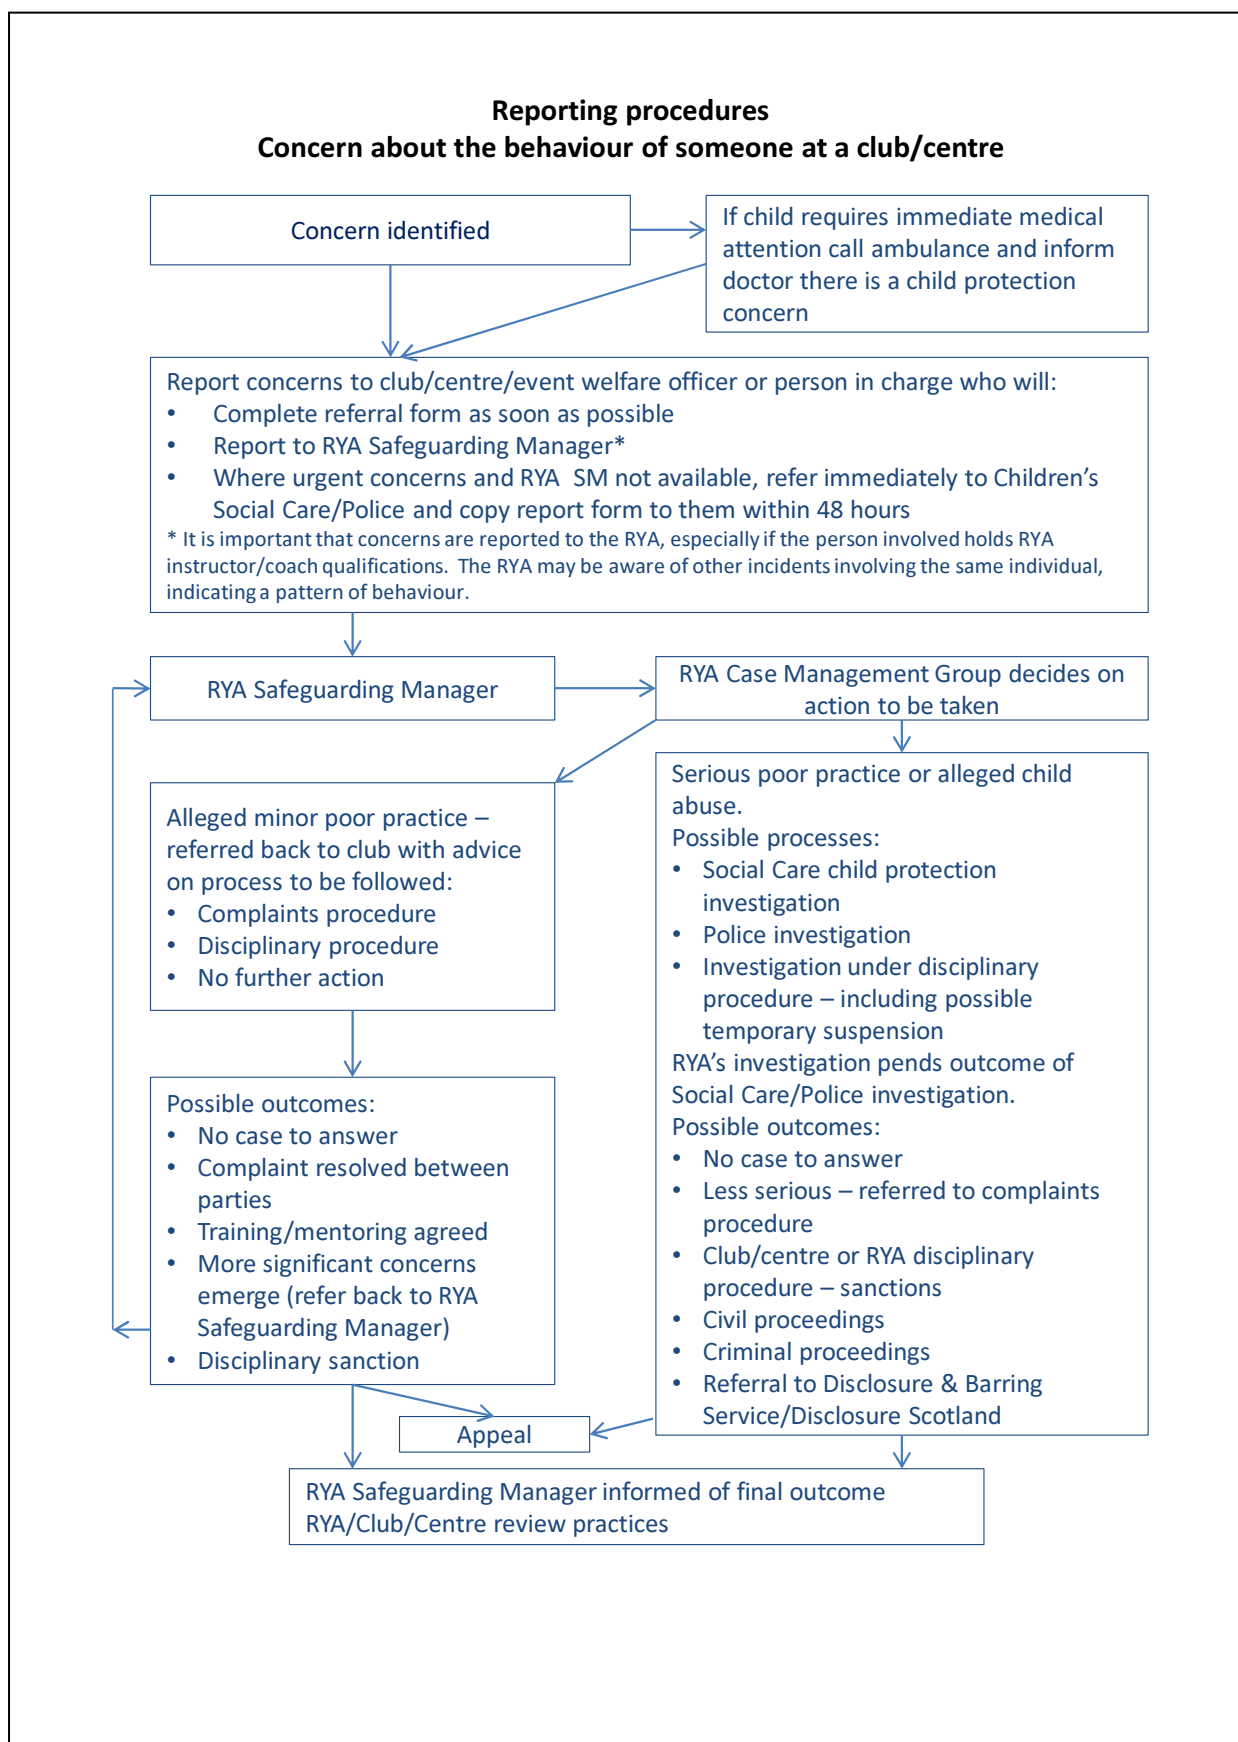 Reporting procedures
Concern about the behaviour of someone at a club/centre
Concern identified
If child requires immediate medical
attention call ambulance and inform
doctor there is a child protection
concern
Report concerns to club/centre/event welfare officer or person in charge who will:
• Complete referral form as soon as possible
• Report to RYA Safeguarding Manager*
• Where urgent concerns and RYA  SM not available, refer immediately to Children’s
Social Care/Police and copy report form to them within 48 hours
* It is important that concerns are reported to the RYA, especially if the person involved holds RYA
instructor/coach qualifications.  The RYA may be aware of other incidents involving the same individual,
indicating a pattern of behaviour.
RYA Safeguarding Manager
RYA Case Management Group decides on
action to be taken
Alleged minor poor practice –
referred back to club with advice
on process to be followed:
• Complaints procedure
• Disciplinary procedure
• No further action
Serious poor practice or alleged child
abuse.
Possible processes:
• Social Care child protection
investigation
• Police investigation
• Investigation under disciplinary
procedure – including possible
temporary suspension
RYA’s investigation pends outcome of
Social Care/Police investigation.
Possible outcomes:
• No case to answer
• Less serious – referred to complaints
procedure
• Club/centre or RYA disciplinary
procedure – sanctions
• Civil proceedings
• Criminal proceedings
• Referral to Disclosure & Barring
Service/Disclosure Scotland
Possible outcomes:
• No case to answer
• Complaint resolved between
parties
• Training/mentoring agreed
• More significant concerns
emerge (refer back to RYA
Safeguarding Manager)
• Disciplinary sanction
Appeal
RYA Safeguarding Manager informed of final outcome
RYA/Club/Centre review practices